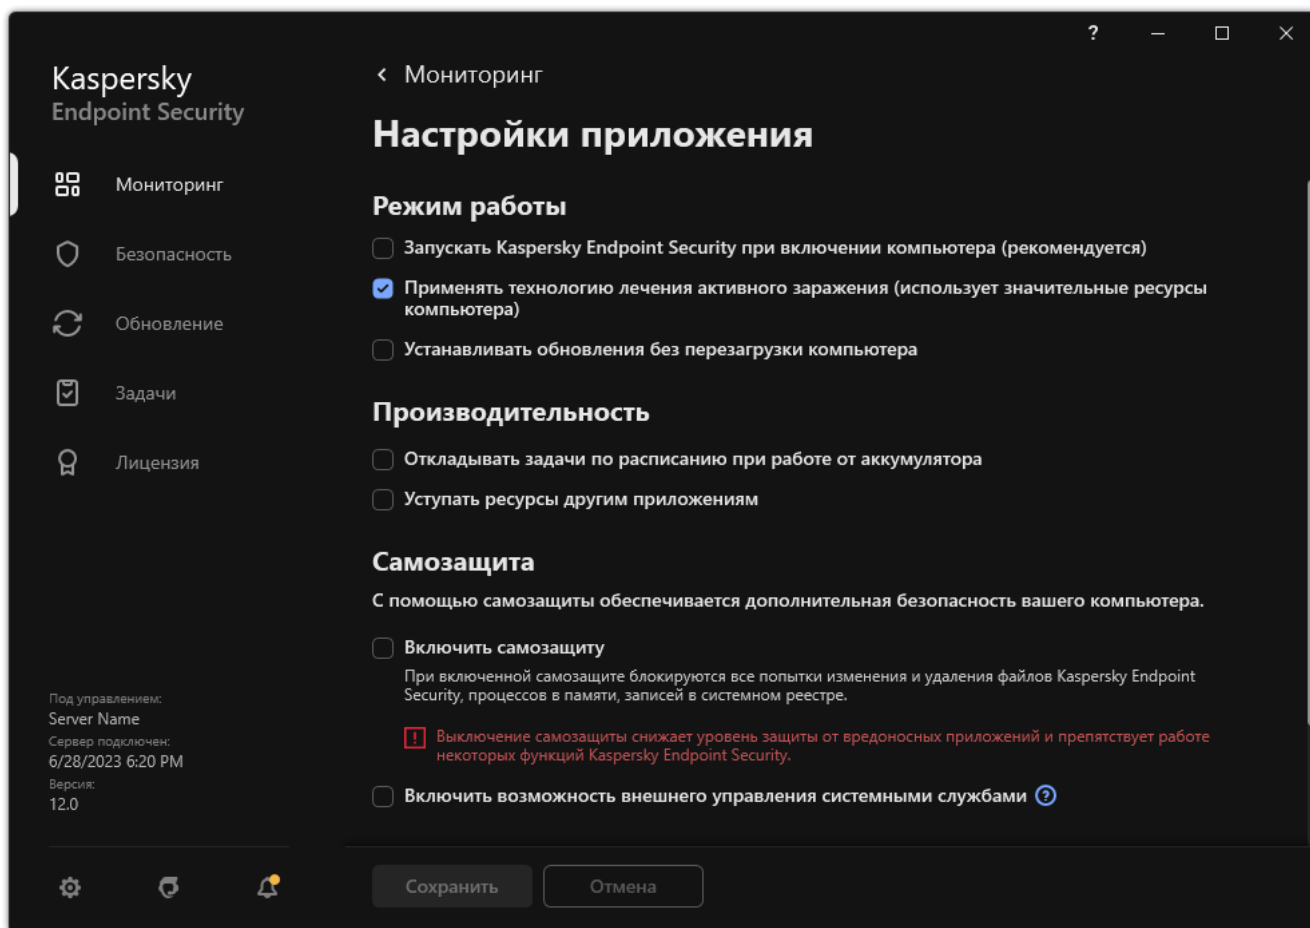 ?
Kaspersky
Endpoint Security
Мониторинг
Безопасность
Обновление
Задачи
Лицензия
Под управлением:
Server Name
Сервер подключен:
6/28/2023 6:20 PM
Версия:
12.0
Мониторинг
Настройки приложения
Режим работы
Запускать Kaspersky Endpoint Security при включении компьютера (рекомендуется)
Применять технологию лечения активного заражения (использует значительные ресурсы
компьютера)
Устанавливать обновления без перезагрузки компьютера
Производительность
Откладывать задачи по расписанию при работе от аккумулятора
Уступать ресурсы другим приложениям
Самозащита
С помощью самозащиты обеспечивается дополнительная безопасность вашего компьютера.
Включить самозащиту
При включенной самозащите блокируются все попытки изменения и удаления файлов Kaspersky Endpoint
Security, процессов в памяти, записей в системном реестре.
! Выключение самозащиты снижает уровень защиты от вредоносных приложений и препятствует работе
некоторых функций Kaspersky Endpoint Security.
Включить возможность внешнего управления системными службами ?
Сохранить
Отмена